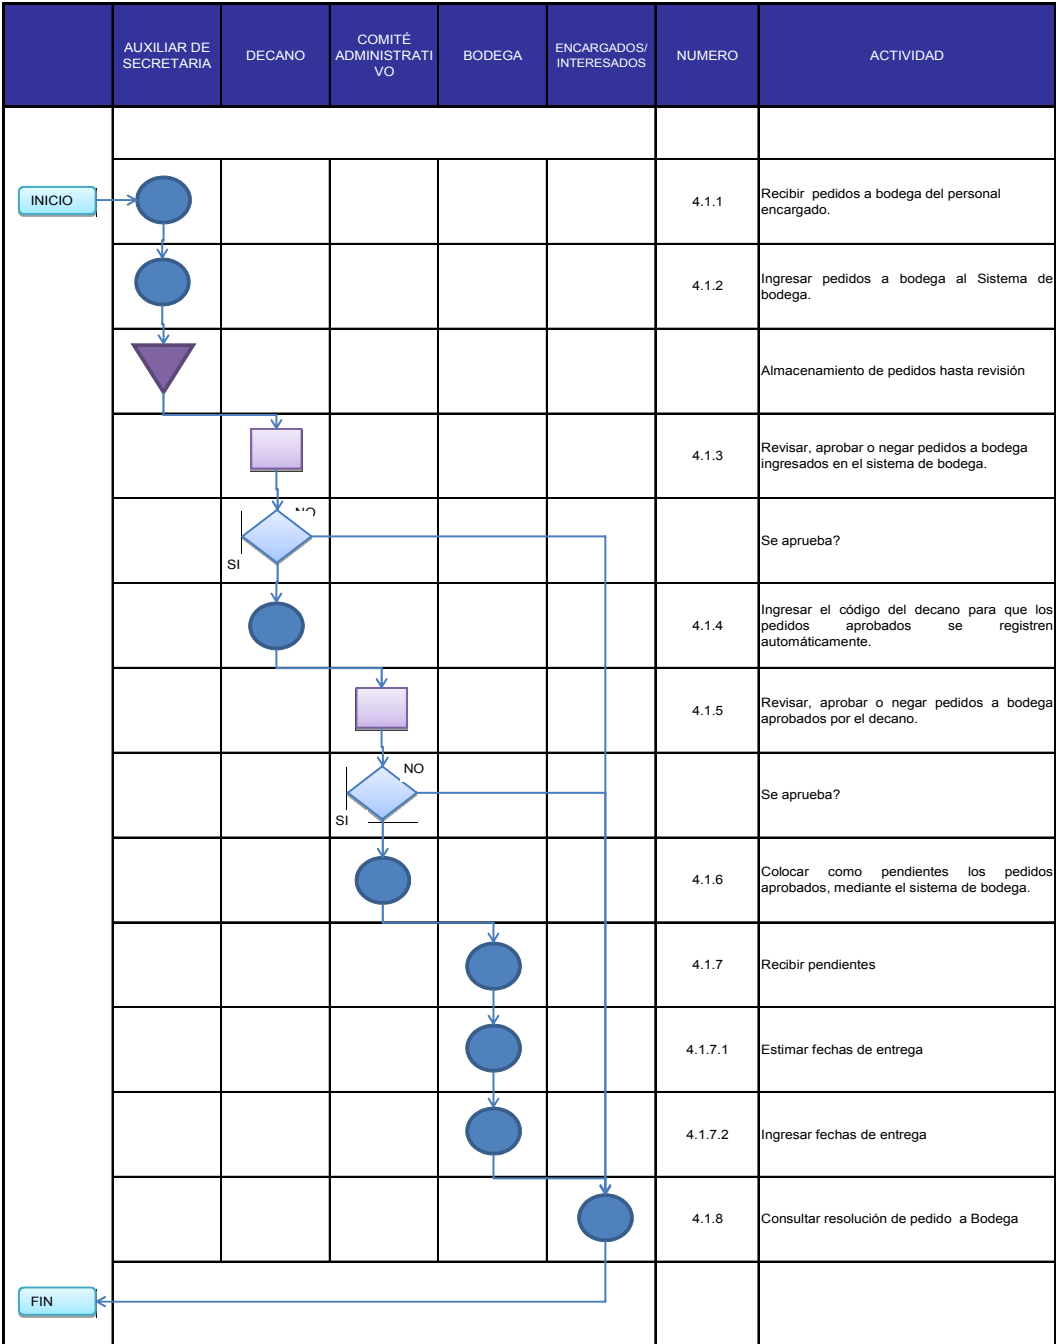 AUXILIAR DE
SECRETARIA
DECANO
COMITÉ
ADMINISTRATI
VO
BODEGA
ENCARGADOS/
INTERESADOS
NUMERO
ACTIVIDAD
INICIO
4.1.1
Recibir pedidos a bodega del personal
encargado.
4.1.2
Ingresar pedidos a bodega al Sistema de
bodega.
Almacenamiento de pedidos hasta revisión
4.1.3
Revisar, aprobar o negar pedidos a bodega
ingresados en el sistema de bodega.
NO
SI
Se aprueba?
4.1.4
Ingresar el código del decano para que los
pedidos aprobados se registren
automáticamente.
4.1.5
Revisar, aprobar o negar pedidos a bodega
aprobados por el decano.
NO
SI
Se aprueba?
4.1.6
Colocar como pendientes los pedidos
aprobados, mediante el sistema de bodega.
4.1.7
Recibir pendientes
4.1.7.1
Estimar fechas de entrega
4.1.7.2
Ingresar fechas de entrega
4.1.8
Consultar resolución de pedido a Bodega
FIN